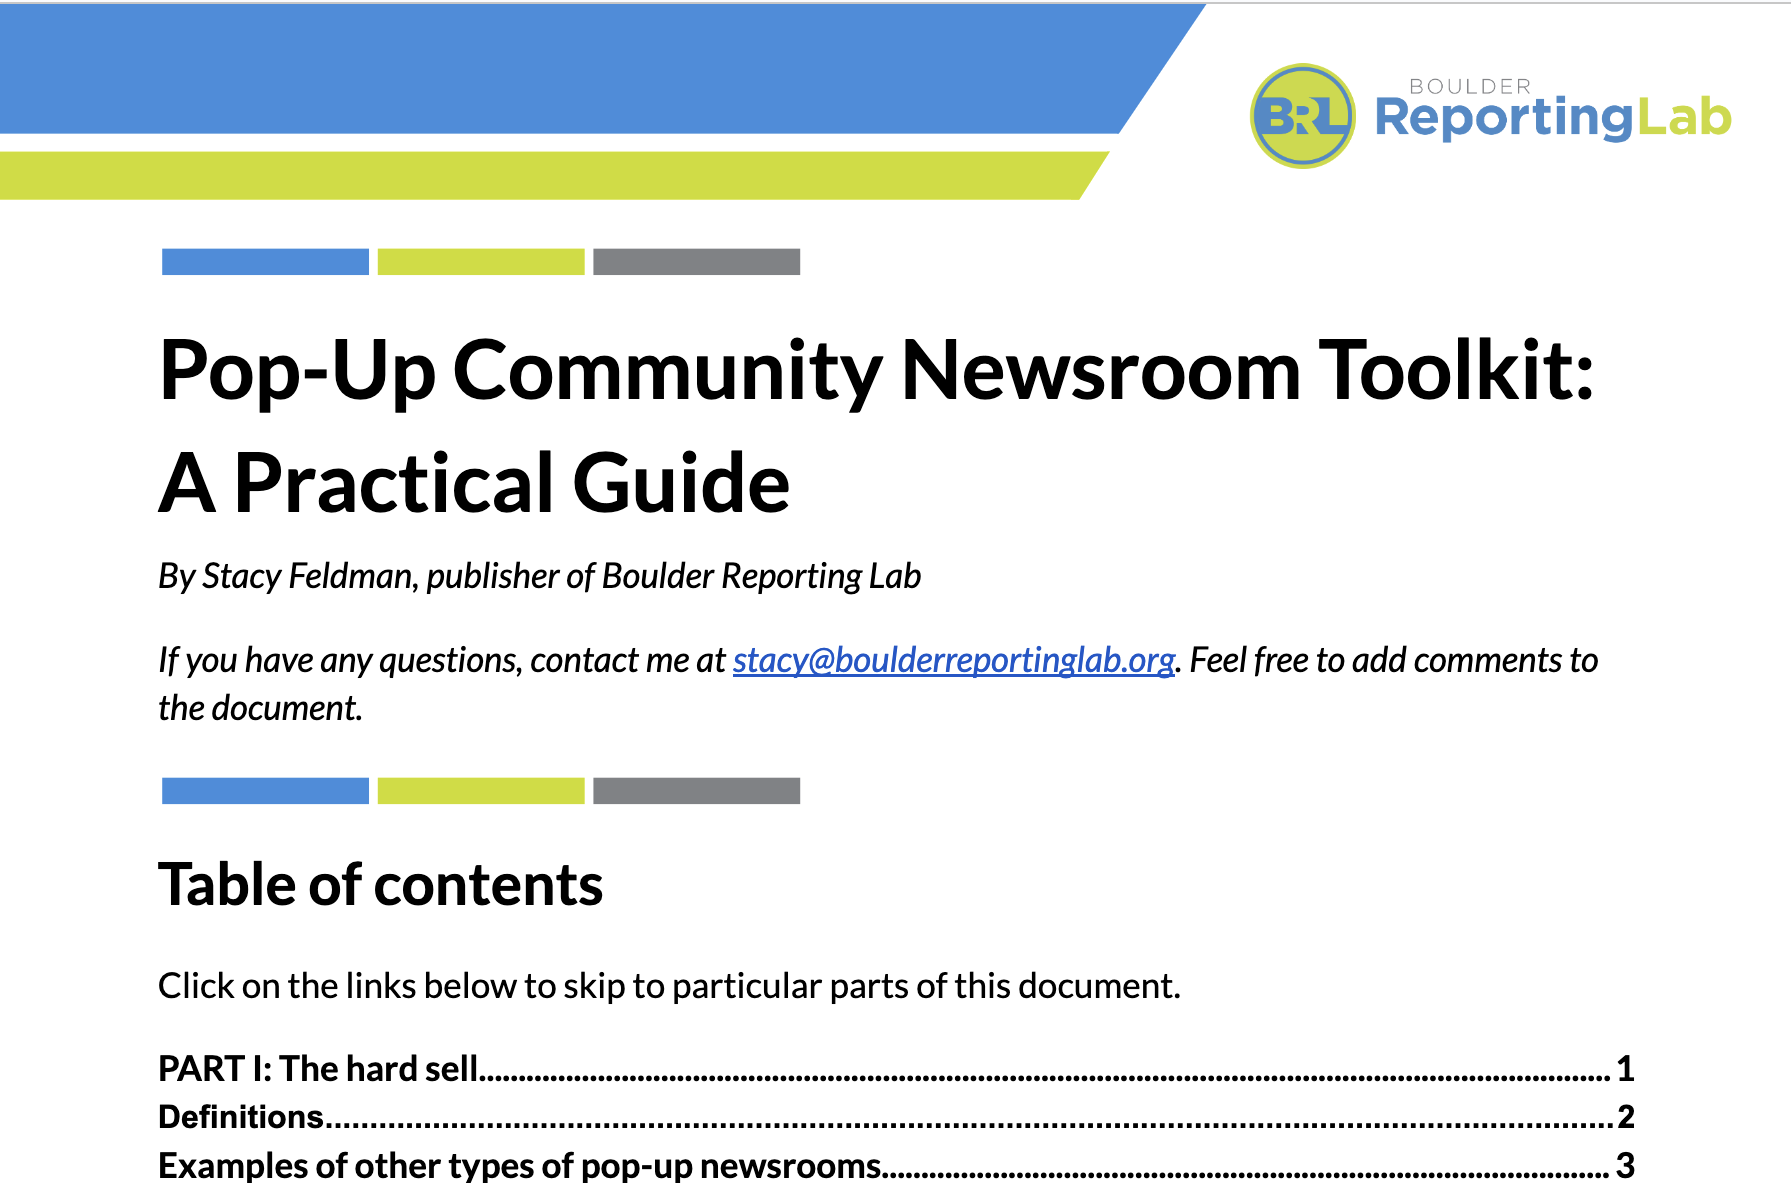 BRL
BOULDER
ReportingLab
Pop-Up Community Newsroom Toolkit:
A Practical Guide
By Stacy Feldman, publisher of Boulder Reporting Lab
If you have any questions, contact me at stacy@boulderreportinglab.org. Feel free to add comments to
the document.
Table of contents
Click on the links below to skip to particular parts of this document.
PART I: The hard sell........................................................................................................................ 1
Definitions........................................................................................................................................2
Examples of other types of pop-up newsrooms.............................................................................. 3